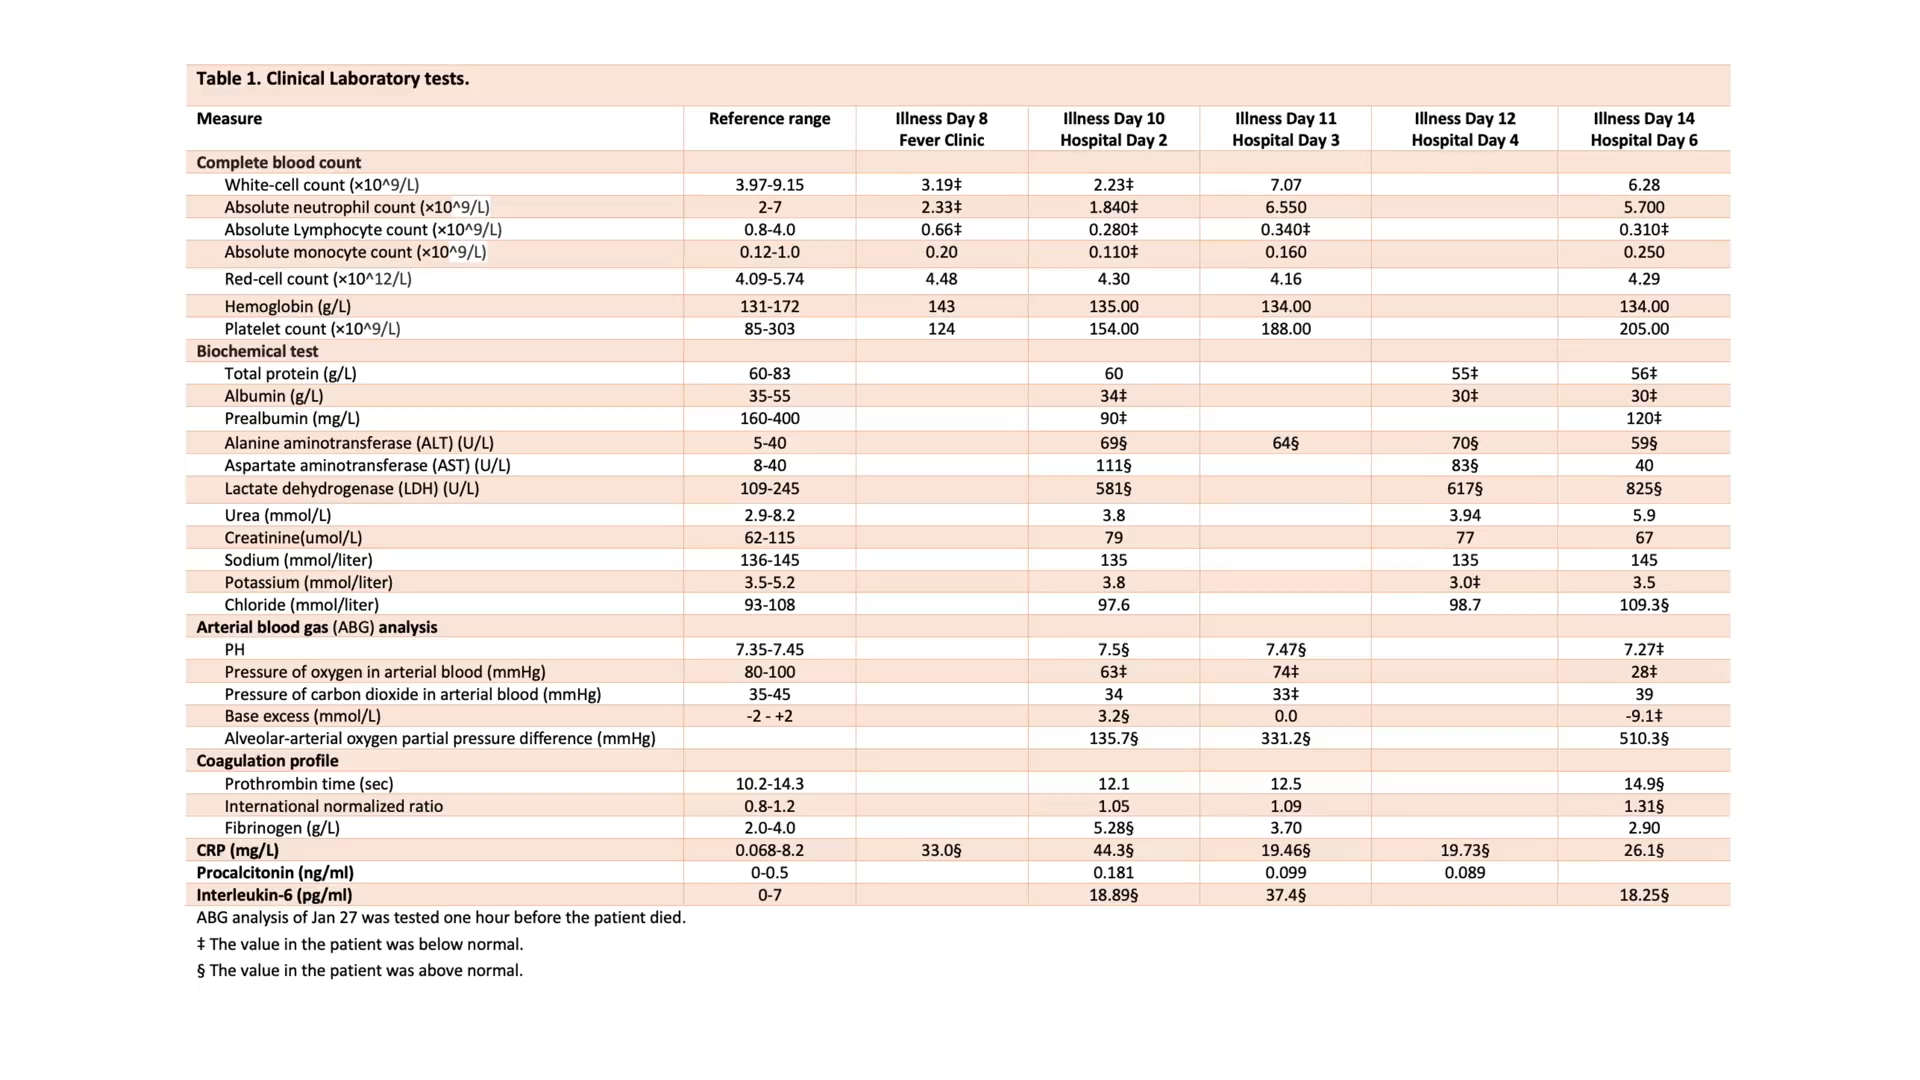 Table 1. Clinical Laboratory tests.
Measure Reference range Illness Day 8 Fever Clinic Illness Day 10 Hospital Day 2 Illness Day 11 Hospital Day 3 Illness Day 12 Hospital Day 4 Illness Day 14 Hospital Day 6
Complete blood count
White-cell count (×10^9/L) 3.97-9.15 3.19‡ 2.23‡ 7.07 6.28
Absolute neutrophil count (×10^9/L) 2-7 2.33‡ 1.840‡ 6.550 5.700
Absolute Lymphocyte count (×10^9/L) 0.8-4.0 0.66‡ 0.280‡ 0.340‡ 0.310‡
Absolute monocyte count (×10^9/L) 0.12-1.0 0.20 0.110‡ 0.160 0.250
Red-cell count (×10^12/L) 4.09-5.74 4.48 4.30 4.16 4.29
Hemoglobin (g/L) 131-172 143 135.00 134.00 134.00
Platelet count (×10^9/L) 85-303 124 154.00 188.00 205.00
Biochemical test
Total protein (g/L) 60-83 60 55‡ 56‡
Albumin (g/L) 35-55 34‡ 30‡ 30‡
Prealbumin (mg/L) 160-400 90‡ 120‡
Alanine aminotransferase (ALT) (U/L) 5-40 69§ 64§ 70§ 59§
Aspartate aminotransferase (AST) (U/L) 8-40 111§ 83§ 40
Lactate dehydrogenase (LDH) (U/L) 109-245 581§ 617§ 825§
Urea (mmol/L) 2.9-8.2 3.8 3.94 5.9
Creatinine(umol/L) 62-115 79 77 67
Sodium (mmol/liter) 136-145 135 135 145
Potassium (mmol/liter) 3.5-5.2 3.8 3.0‡ 3.5
Chloride (mmol/liter) 93-108 97.6 98.7 109.3§
Arterial blood gas (ABG) analysis
PH 7.35-7.45 7.5§ 7.47§ 7.27‡
Pressure of oxygen in arterial blood (mmHg) 80-100 63‡ 74‡ 28‡
Pressure of carbon dioxide in arterial blood (mmHg) 35-45 34 33‡ 39
Base excess (mmol/L) -2 - +2 3.2§ 0.0 -9.1‡
Alveolar-arterial oxygen partial pressure difference (mmHg) 135.7§ 331.2§ 510.3§
Coagulation profile
Prothrombin time (sec) 10.2-14.3 12.1 12.5 14.9§
International normalized ratio 0.8-1.2 1.05 1.09 1.31§
Fibrinogen (g/L) 2.0-4.0 5.28§ 3.70 2.90
CRP (mg/L) 0.068-8.2 33.0§ 44.3§ 19.46§ 19.73§ 26.1§
Procalcitonin (ng/ml) 0-0.5 0.181 0.099 0.089
Interleukin-6 (pg/ml) 0-7 18.89§ 37.4§ 18.25§
ABG analysis of Jan 27 was tested one hour before the patient died.
‡ The value in the patient was below normal.
§ The value in the patient was above normal.